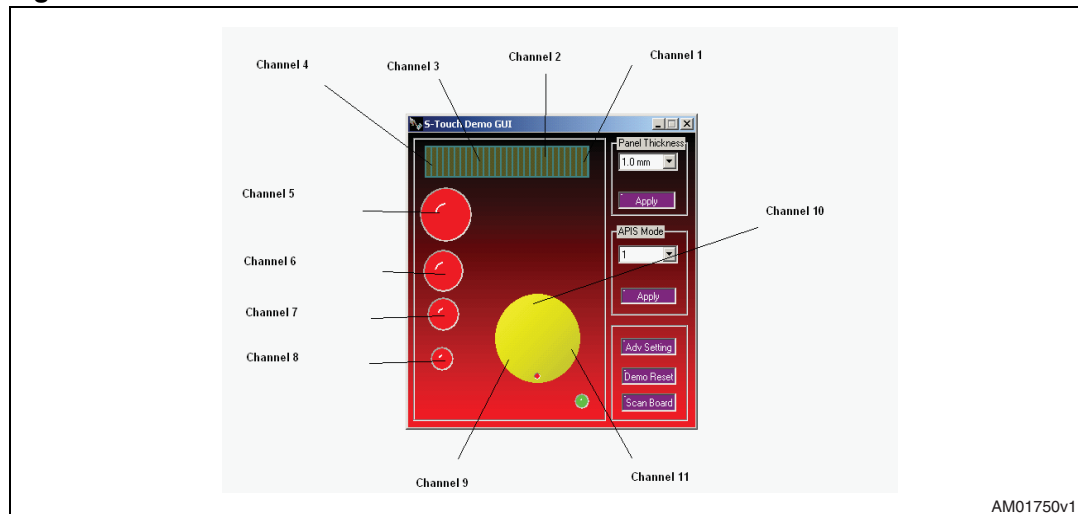 Channel 4
Channel 3
Channel 2
Channel 1
S-Touch Demo GUI
Panel Thickness
1.0 mm
Apply
Channel 5
Channel 10
APIS Mode
1
Apply
Channel 6
Channel 7
Channel 8
Adv Setting
Demo Reset
Scan Board
Channel 9
Channel 11
AM01750v1